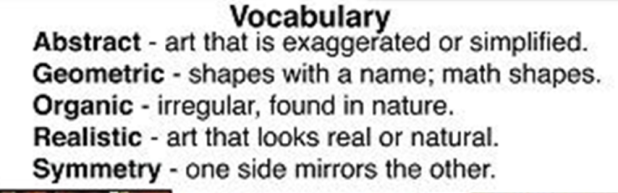 Vocabulary
Abstract - art that is exaggerated or simplified.
Geometric - shapes with a name; math shapes.
Organic - irregular, found in nature.
Realistic - art that looks real or natural.
Symmetry - one side mirrors the other.